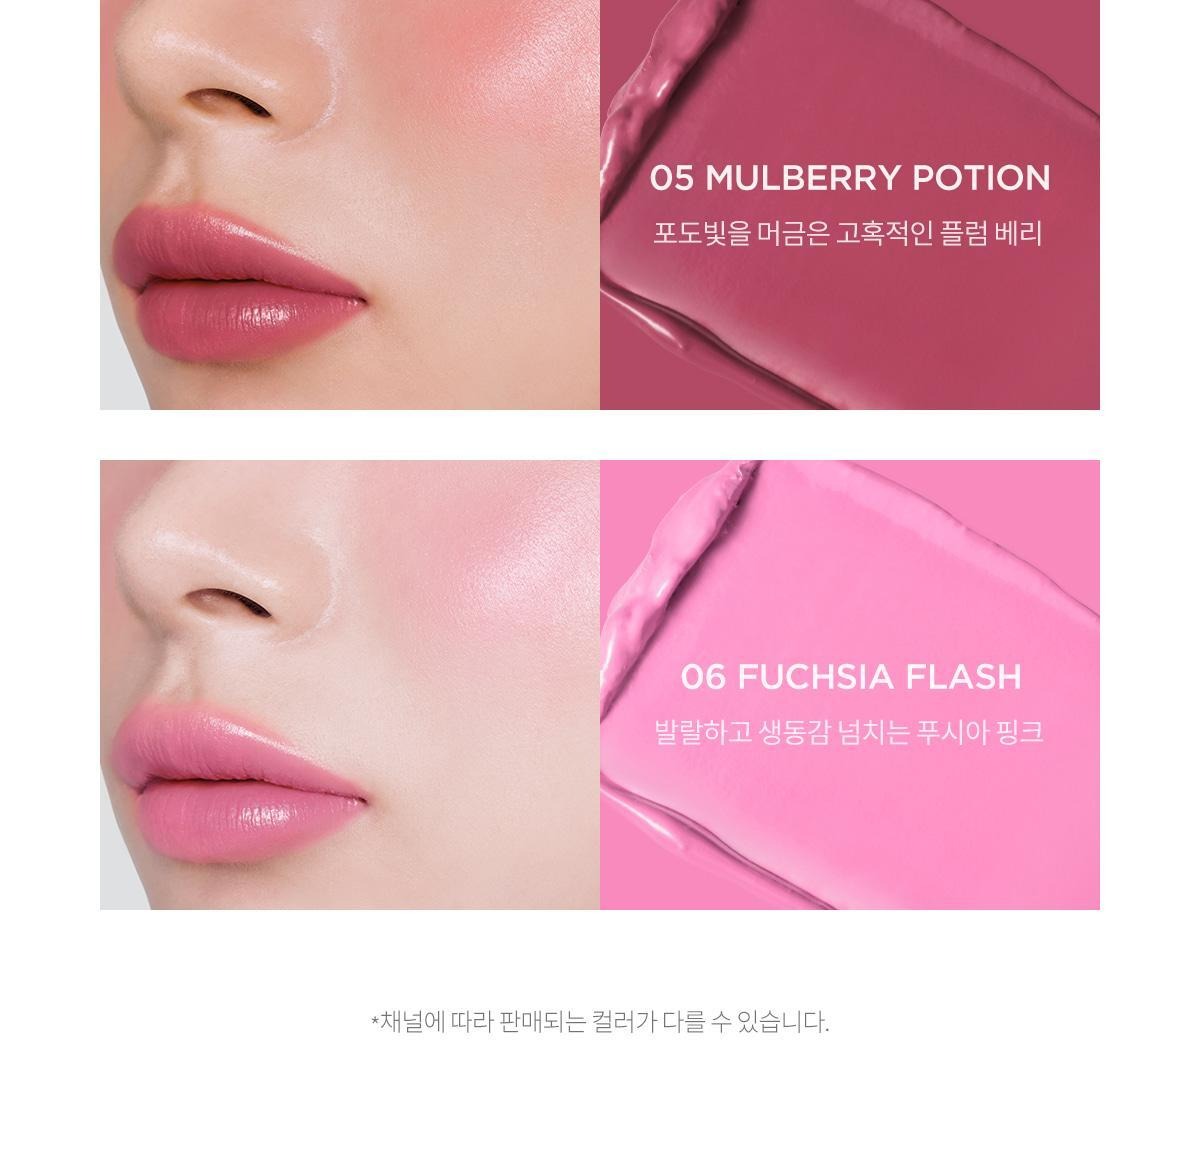 05 MULBERRY POTION
포도빛을 머금은 고혹적인 플럼 베리
06 FUCHSIA FLASH
발랄하고 생동감 넘치는 푸시아 핑크
*채널에 따라 판매되는 컬러가 다를 수 있습니다.